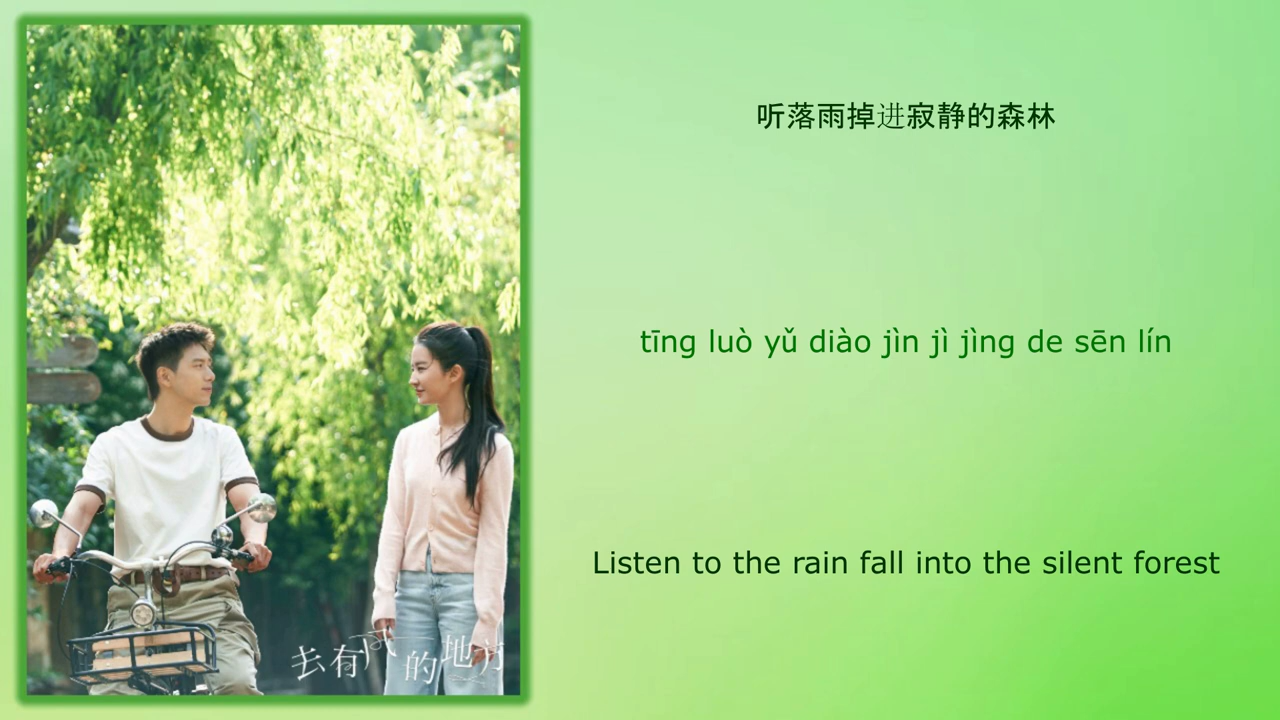 听落雨掉进寂静的森林
tīng luò yǔ diào jìn jì jìng de sēn lín
Listen to the rain fall into the silent forest
去有风的地方